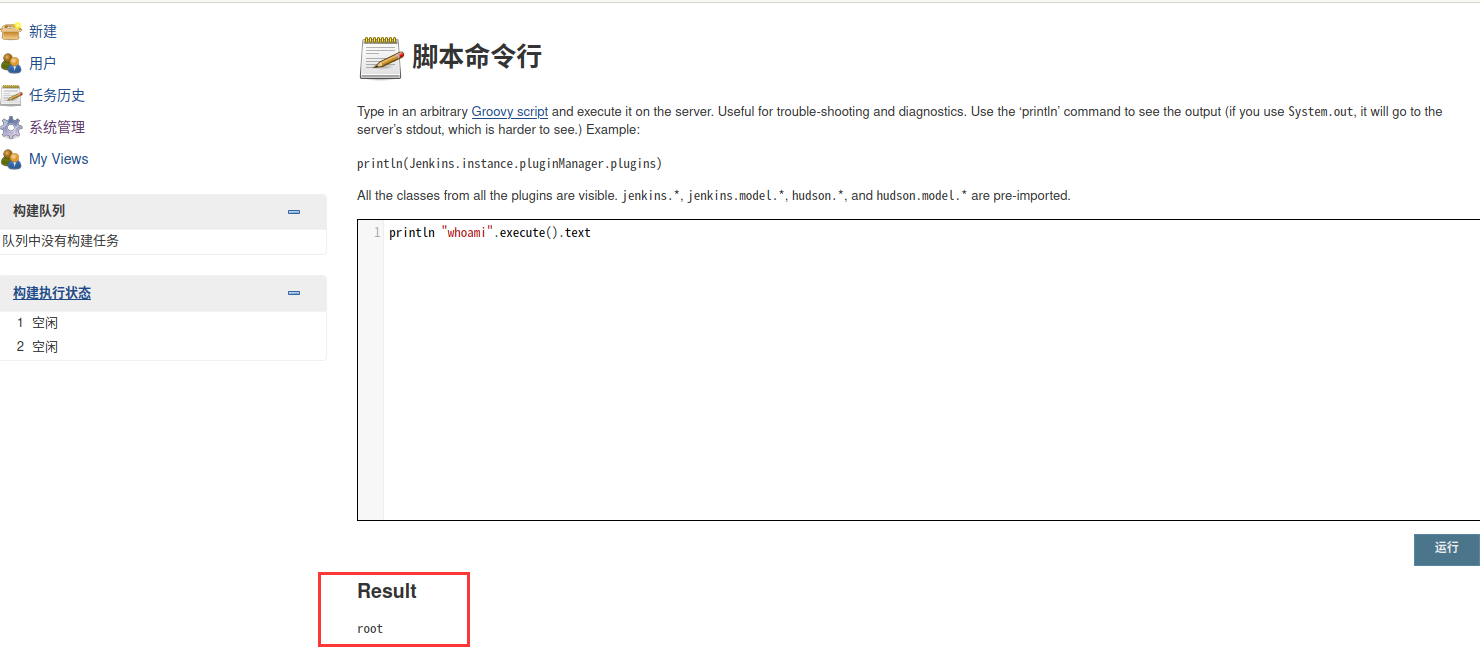 新建
用户
任务历史
系统管理
My Views
构建队列
队列中没有构建任务
构建执行状态
1 空闲
2 空闲
脚本命令行
Type in an arbitrary Groovy script and execute it on the server. Useful for trouble-shooting and diagnostics. Use the ‘println’ command to see the output (if you use System.out, it will go to the
server’s stdout, which is harder to see.) Example:
println(Jenkins.instance.pluginManager.plugins)
All the classes from all the plugins are visible. jenkins.*, jenkins.model.*, hudson.*, and hudson.model.* are pre-imported.
1 println "whoami".execute().text
运行
Result
root